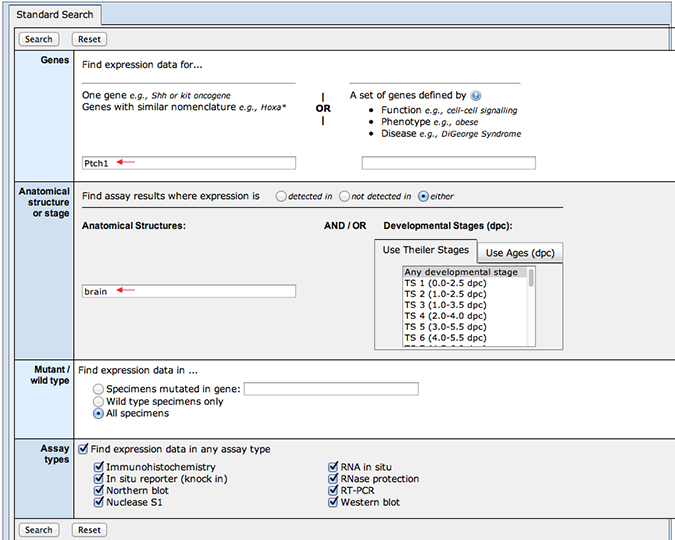 Standard Search
Search Reset
Genes
Find expression data for...
One gene e.g., Shh or kit oncogene
Genes with similar nomenclature e.g., Hoxa*
|
OR
|
A set of genes defined by ?
• Function e.g., cell-cell signalling
• Phenotype e.g., obese
• Disease e.g., DiGeorge Syndrome
Ptch1
Anatomical
structure
or stage
Find assay results where expression is detected in not detected in either
Anatomical Structures: AND / OR Developmental Stages (dpc):
Use Theiler Stages Use Ages (dpc)
Any developmental stage
TS 1 (0.0-2.5 dpc)
TS 2 (1.0-2.5 dpc)
TS 3 (1.0-3.5 dpc)
TS 4 (2.0-4.0 dpc)
TS 5 (3.0-5.5 dpc)
TS 6 (4.0-5.5 dpc)
brain
Mutant /
wild type
Find expression data in ...
Specimens mutated in gene:
Wild type specimens only
All specimens
Assay
types
Find expression data in any assay type
Immunohistochemistry
In situ reporter (knock in)
Northern blot
Nuclease S1
RNA in situ
RNase protection
RT-PCR
Western blot
Search Reset